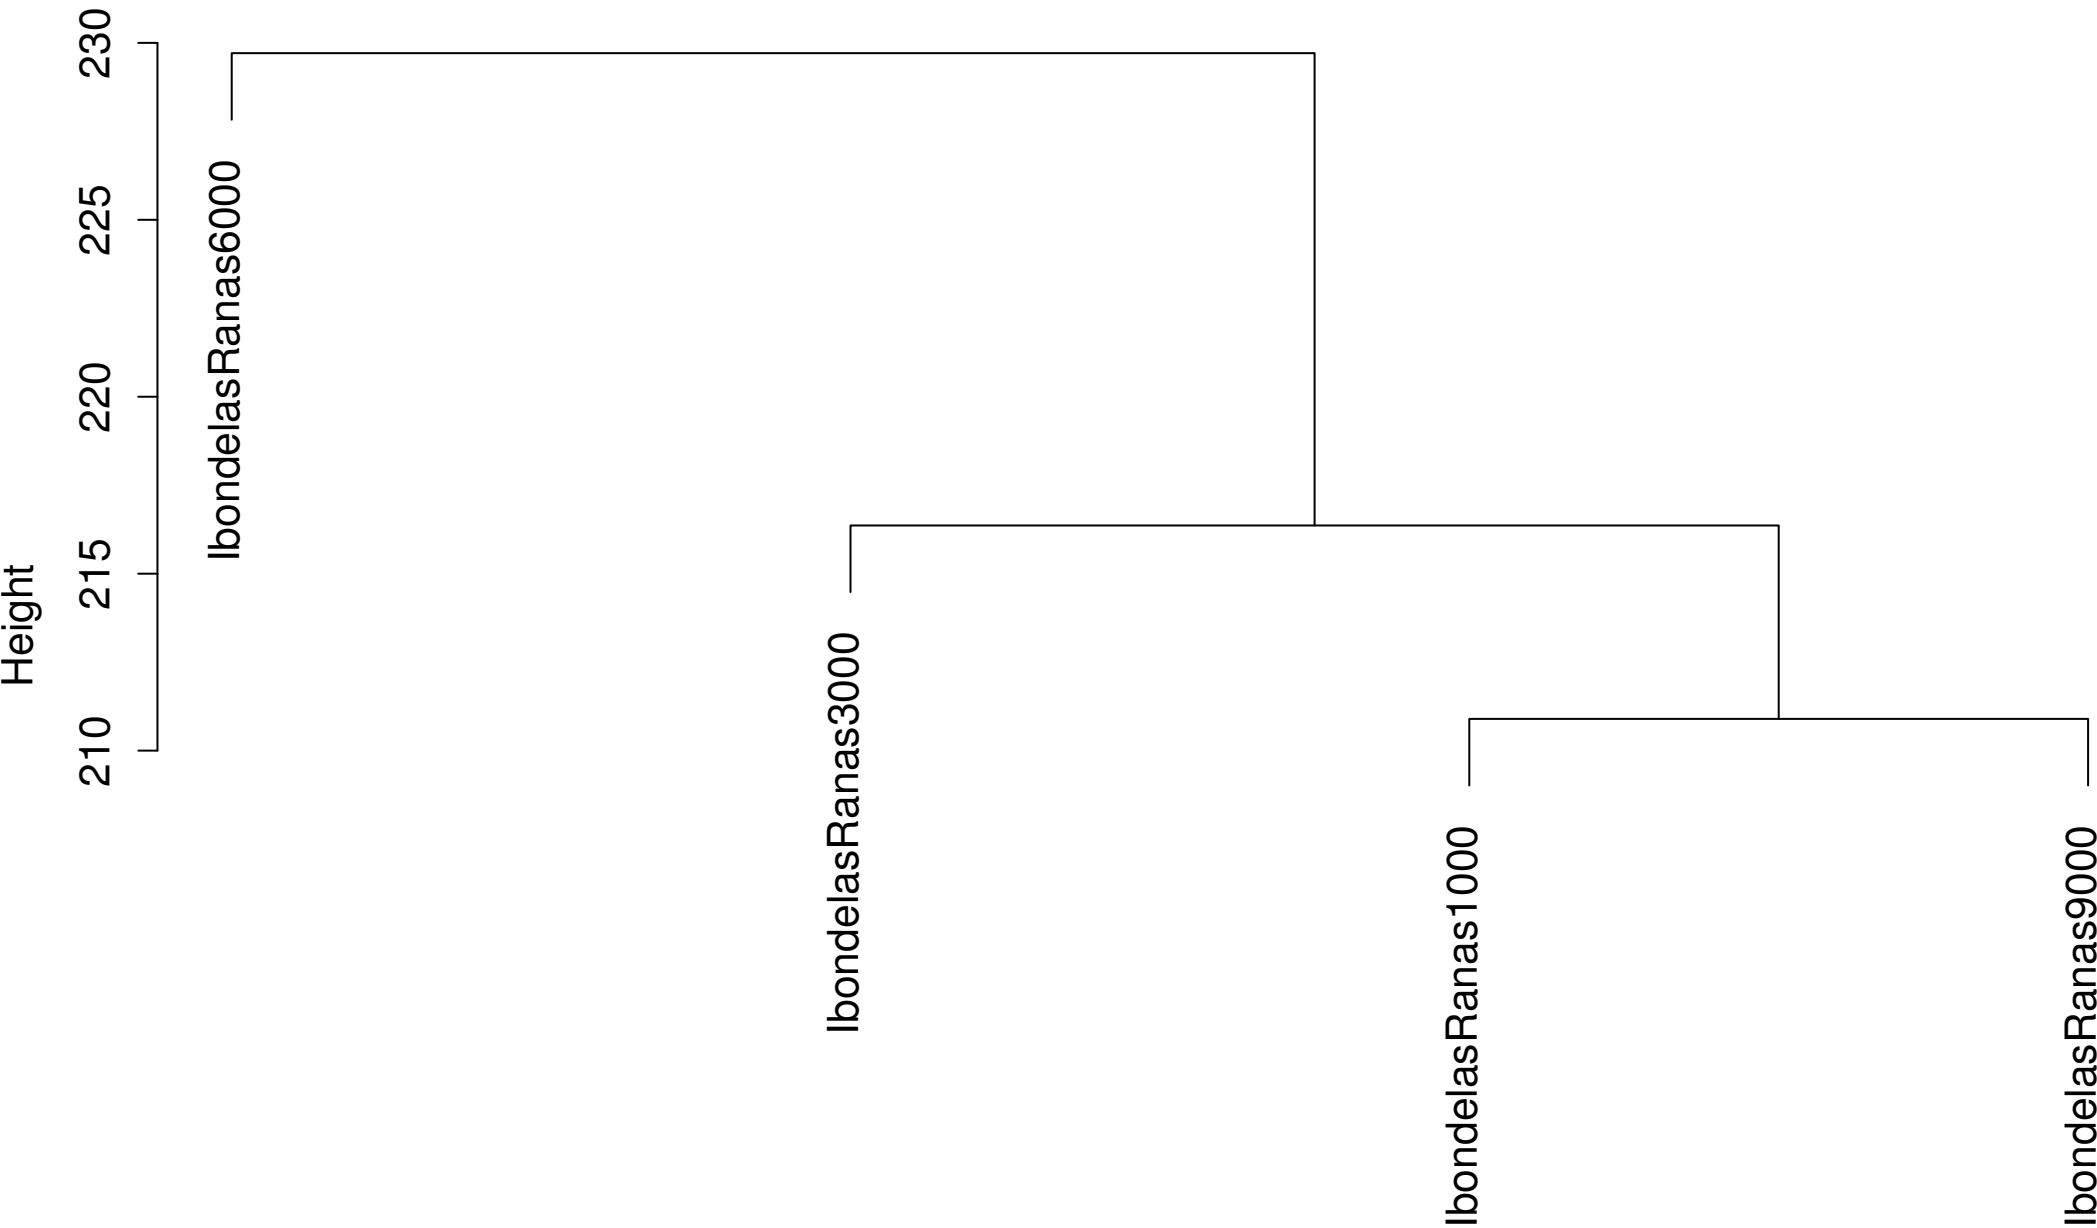 Height
230
225
220
215
210
IbondelasRanas6000
IbondelasRanas3000
IbondelasRanas1000
IbondelasRanas9000